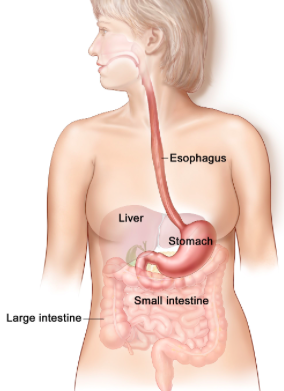 Esophagus
Liver
Stomach
Small intestine
Large intestine